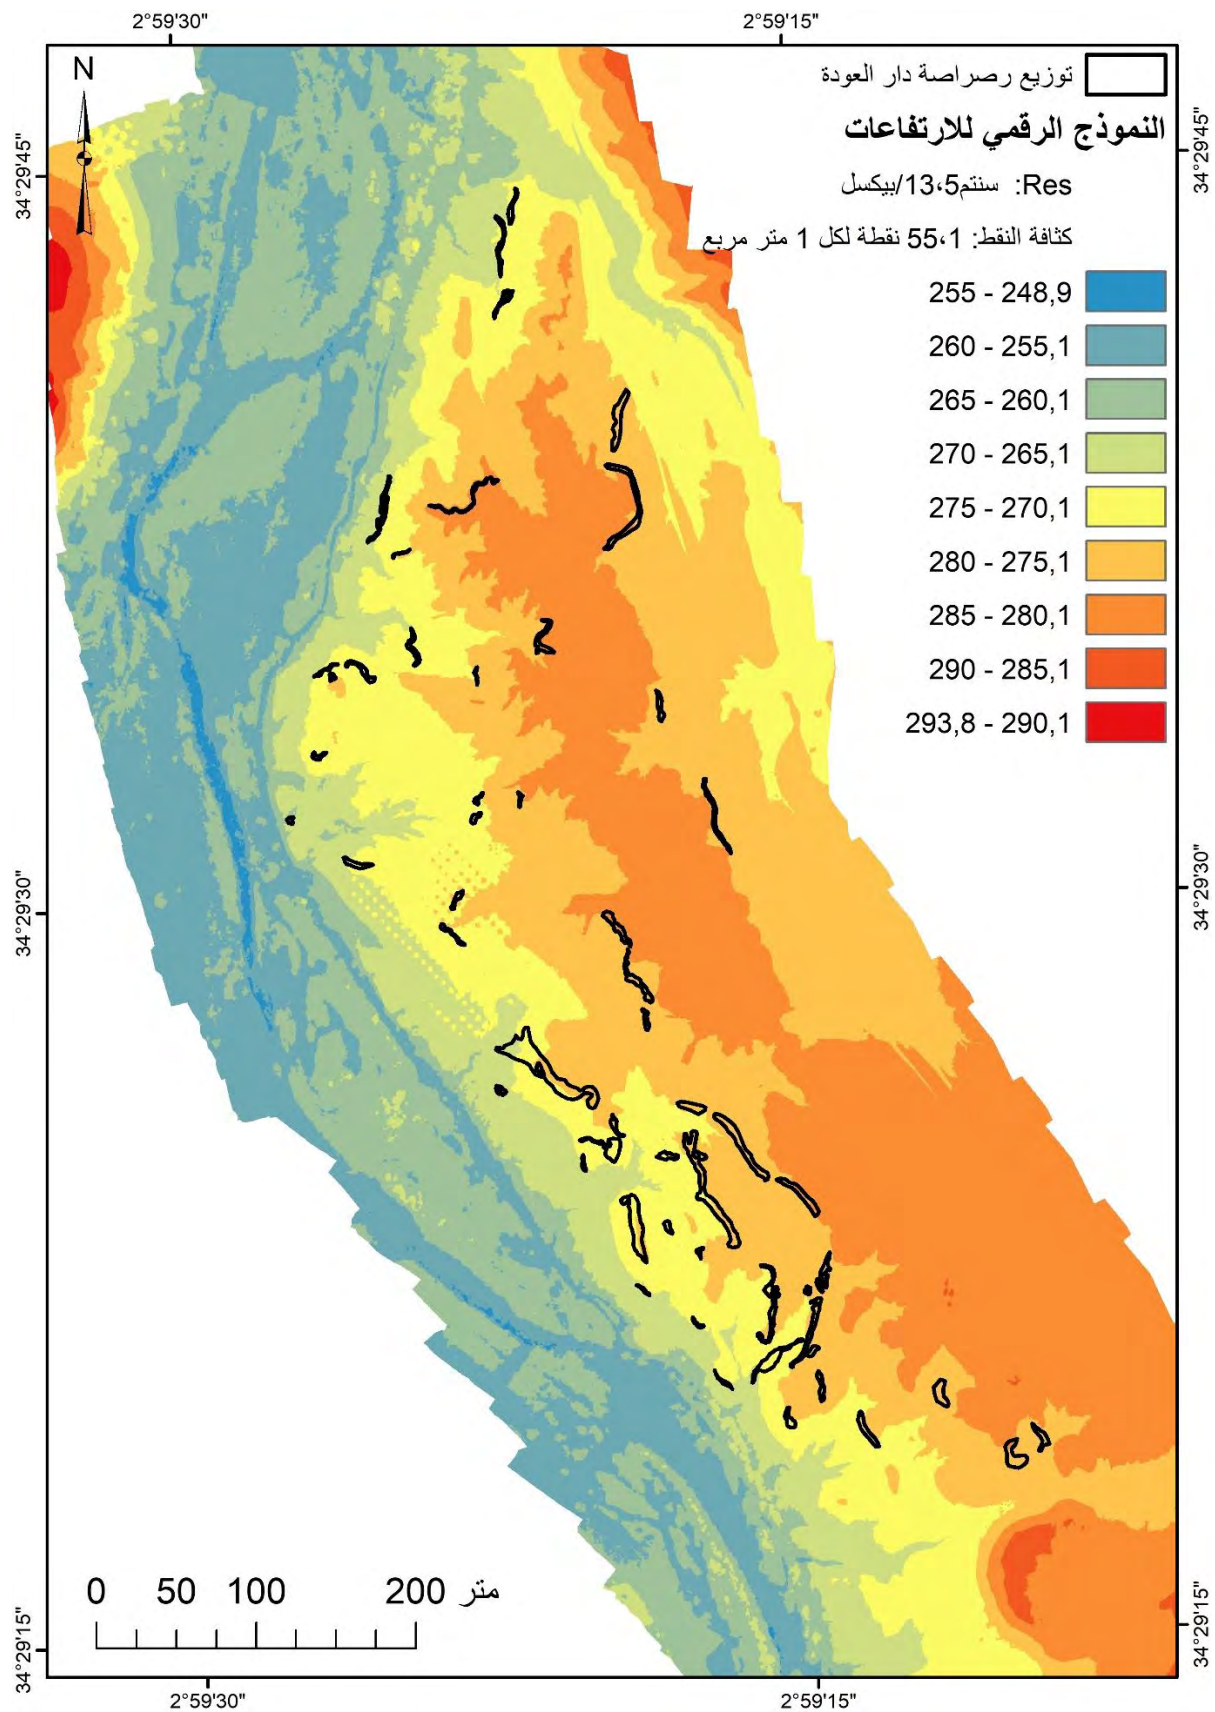 2°59'30"
2°59'15"
N
توزيع رصراصة دار العودة
النموذج الرقمي للارتفاعات
Res: سنتم13،5/بيكسل
كثافة النقط: 55،1 نقطة لكل 1 متر مربع
255 - 248,9
260 - 255,1
265 - 260,1
270 - 265,1
275 - 270,1
280 - 275,1
285 - 280,1
290 - 285,1
293,8 - 290,1
34°29'45"
34°29'45"
34°29'30"
34°29'30"
34°29'15"
34°29'15"
0 50 100 200 متر
2°59'30"
2°59'15"